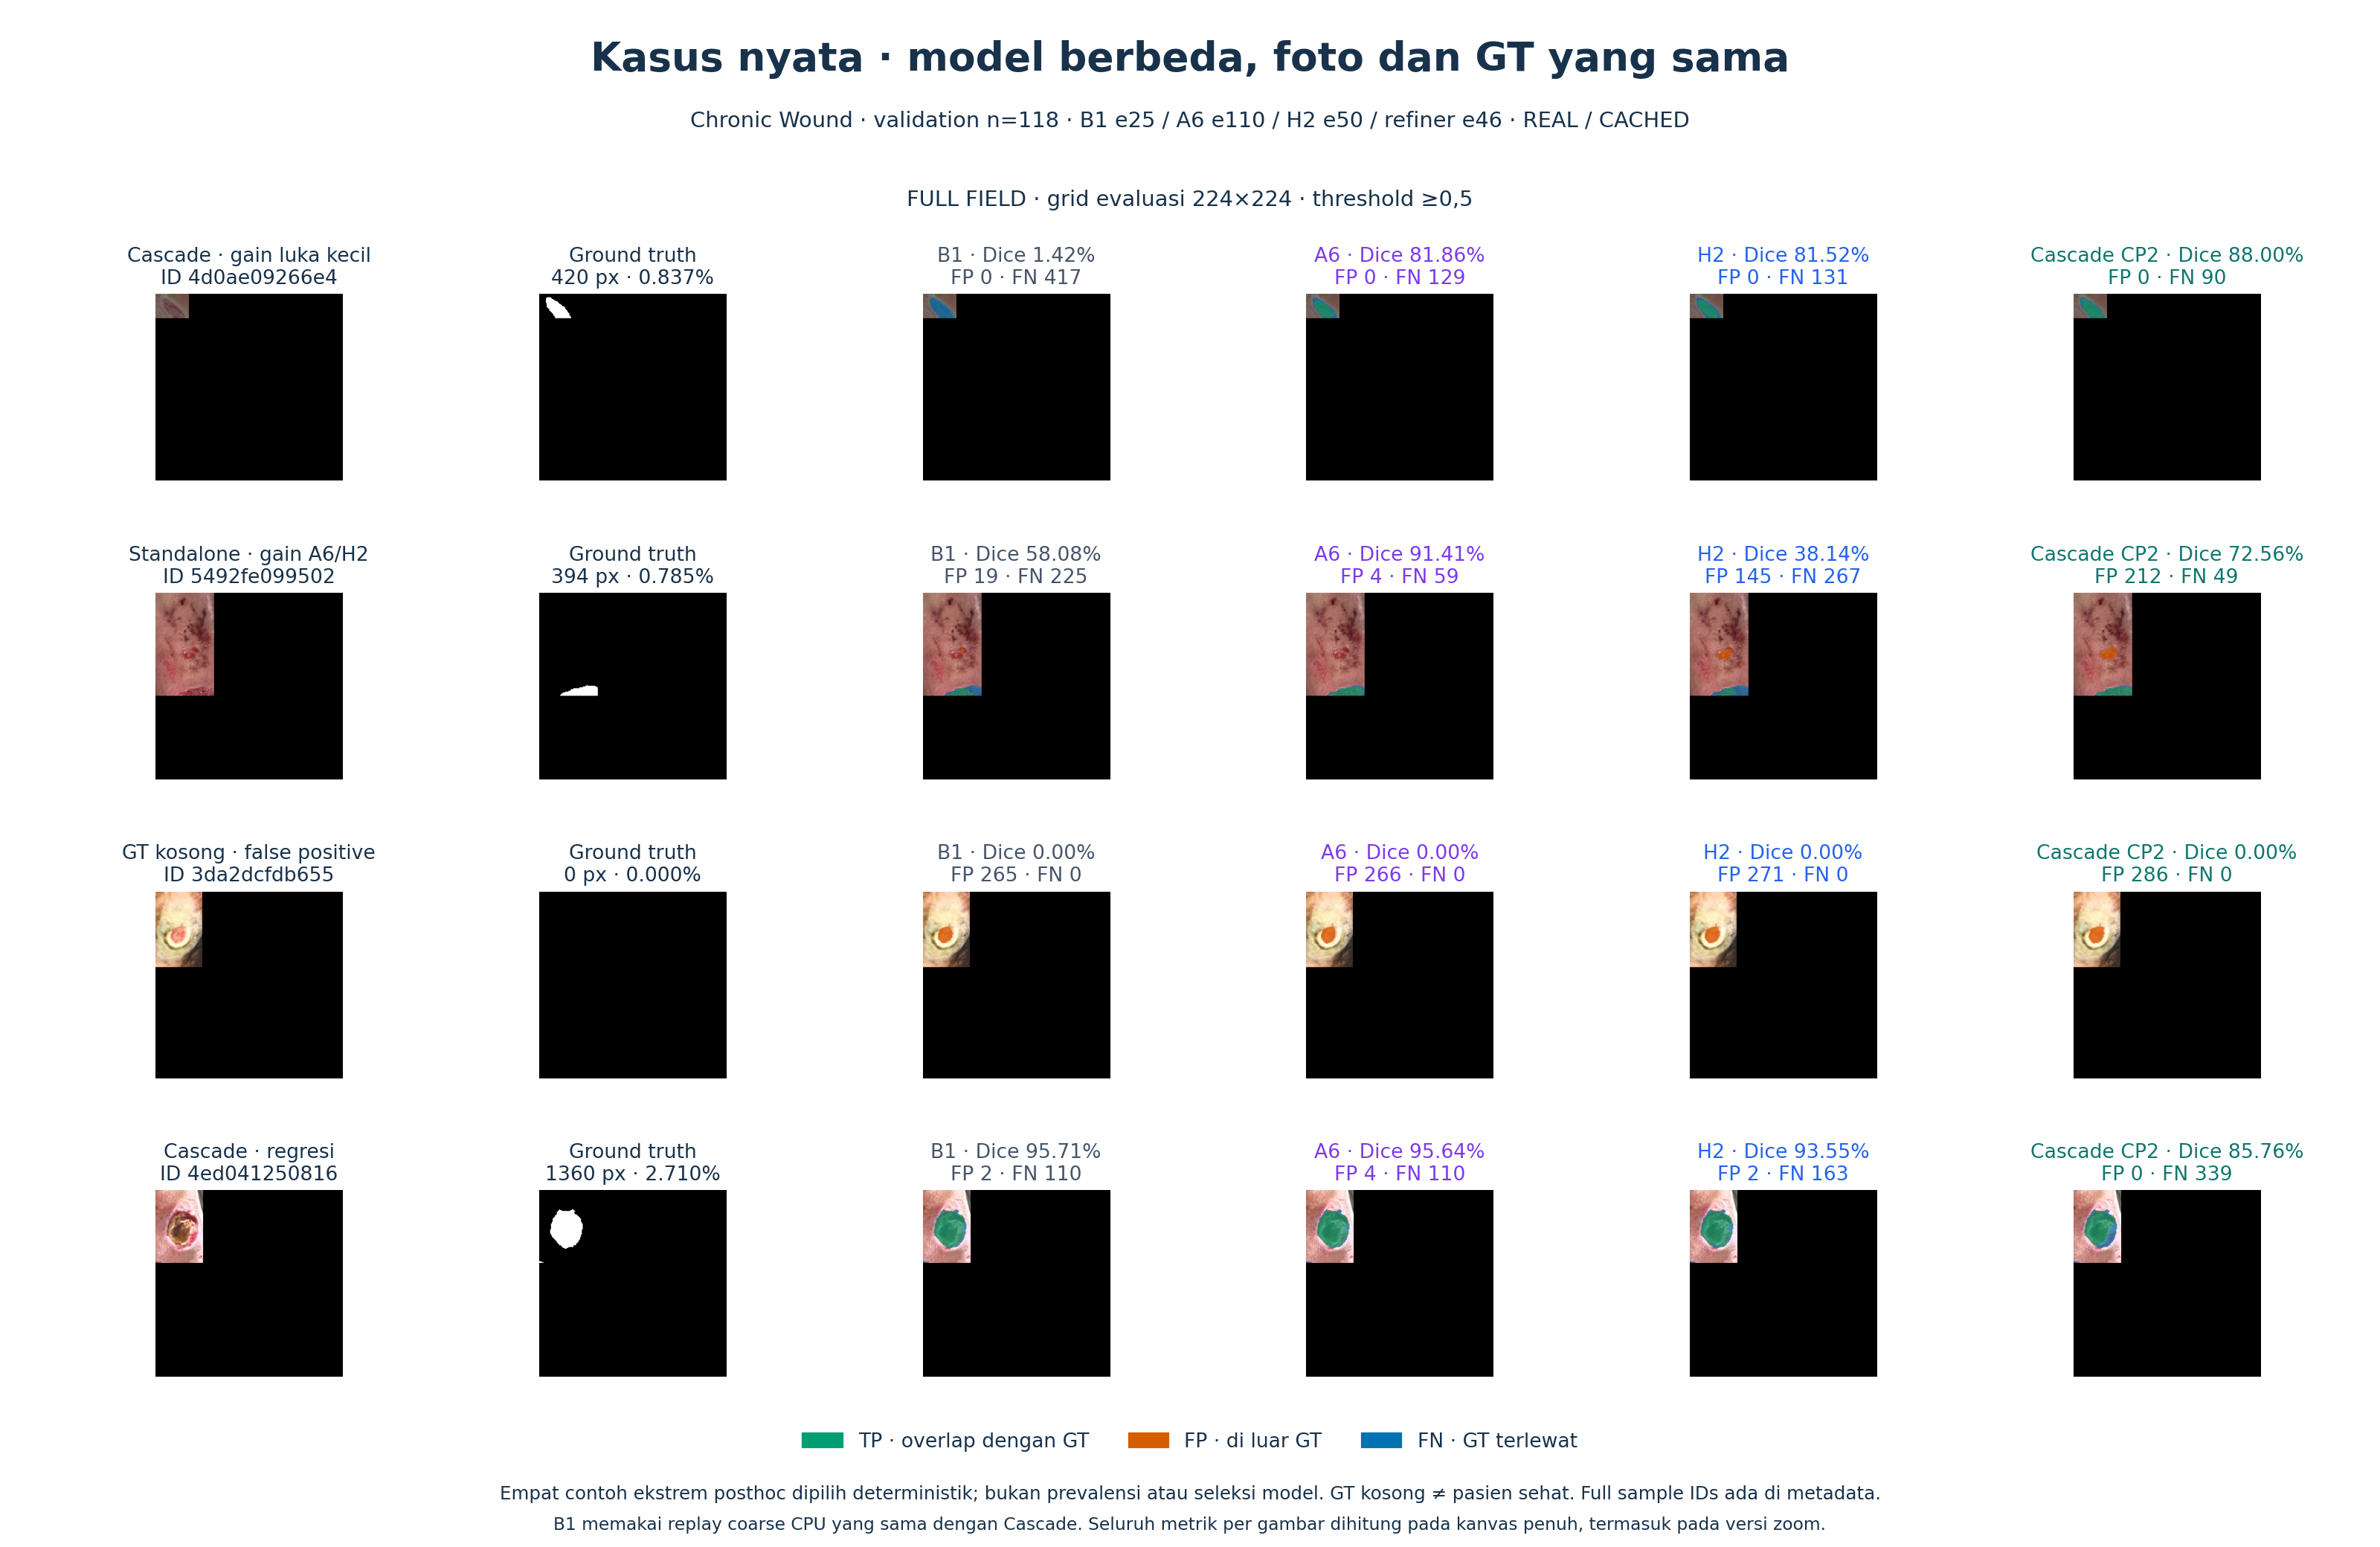 Kasus nyata · model berbeda, foto dan GT yang sama
Chronic Wound · validation n=118 · B1 e25 / A6 e110 / H2 e50 / refiner e46 · REAL / CACHED
FULL FIELD · grid evaluasi 224×224 · threshold ≥0,5
Cascade · gain luka kecil
ID 4d0ae09266e4
Ground truth
420 px · 0.837%
B1 · Dice 1.42%
FP 0 · FN 417
A6 · Dice 81.86%
FP 0 · FN 129
H2 · Dice 81.52%
FP 0 · FN 131
Cascade CP2 · Dice 88.00%
FP 0 · FN 90
Standalone · gain A6/H2
ID 5492fe099502
Ground truth
394 px · 0.785%
B1 · Dice 58.08%
FP 19 · FN 225
A6 · Dice 91.41%
FP 4 · FN 59
H2 · Dice 38.14%
FP 145 · FN 267
Cascade CP2 · Dice 72.56%
FP 212 · FN 49
GT kosong · false positive
ID 3da2dcfdb655
Ground truth
0 px · 0.000%
B1 · Dice 0.00%
FP 265 · FN 0
A6 · Dice 0.00%
FP 266 · FN 0
H2 · Dice 0.00%
FP 271 · FN 0
Cascade CP2 · Dice 0.00%
FP 286 · FN 0
Cascade · regresi
ID 4ed041250816
Ground truth
1360 px · 2.710%
B1 · Dice 95.71%
FP 2 · FN 110
A6 · Dice 95.64%
FP 4 · FN 110
H2 · Dice 93.55%
FP 2 · FN 163
Cascade CP2 · Dice 85.76%
FP 0 · FN 339
TP · overlap dengan GT
FP · di luar GT
FN · GT terlewat
Empat contoh ekstrem posthoc dipilih deterministik; bukan prevalensi atau seleksi model. GT kosong ≠ pasien sehat. Full sample IDs ada di metadata.
B1 memakai replay coarse CPU yang sama dengan Cascade. Seluruh metrik per gambar dihitung pada kanvas penuh, termasuk pada versi zoom.